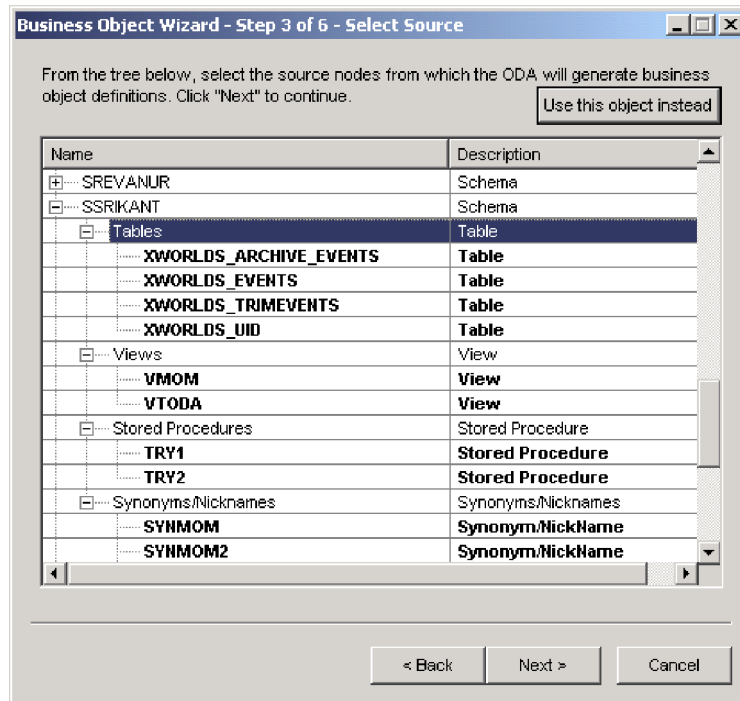 Business Object Wizard - Step 3 of 6 - Select Source
From the tree below, select the source nodes from which the ODA will generate business
object definitions. Click "Next" to continue.
Use this object instead
Name Description
SREVANUR Schema
SSRIKANT Schema
Tables Table
XWORLDS_ARCHIVE_EVENTS Table
XWORLDS_EVENTS Table
XWORLDS_TRIMEVENTS Table
XWORLDS_UID Table
Views View
VMOM View
VTODA View
Stored Procedures Stored Procedure
TRY1 Stored Procedure
TRY2 Stored Procedure
Synonyms/Nicknames Synonyms/Nicknames
SYNMOM Synonym/NickName
SYNMOM2 Synonym/NickName
< Back Next > Cancel